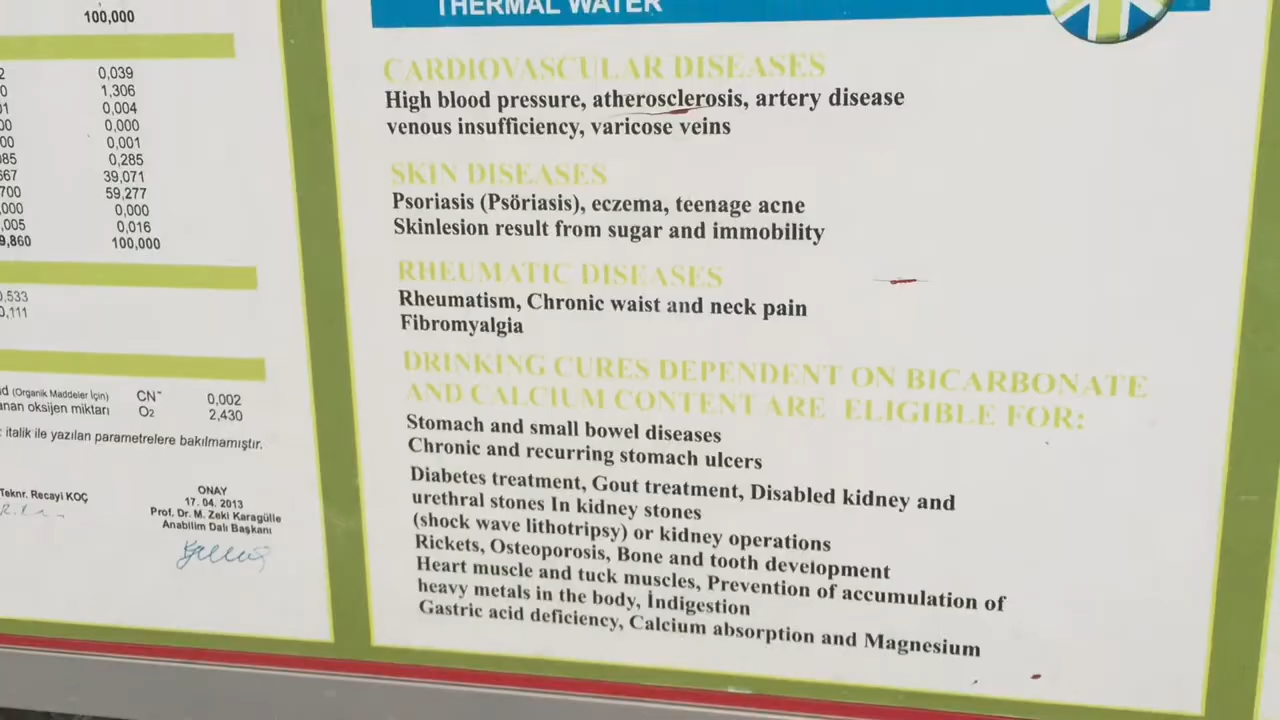 100,000
0,039
1,306
0,004
0,000
0,001
85 0,285
667 39,071
700 59,277
,000 0,000
,005 0,016
9,860 100,000
0,533
0,111
(Organik Maddeler İçin) CN⁻ 0,002
oksijen miktarı O2 2,430
italik ile yazılan parametrelere bakılmamıştır.
Teknr. Recayi KOÇ
ONAY
17. 04. 2013
Prof. Dr. M. Zeki Karagülle
Anabilim Dalı Başkanı
THERMAL WATER
CARDIOVASCULAR DISEASES
High blood pressure, atherosclerosis, artery disease
venous insufficiency, varicose veins
SKIN DISEASES
Psoriasis (Psöriasis), eczema, teenage acne
Skinlesion result from sugar and immobility
RHEUMATIC DISEASES
Rheumatism, Chronic waist and neck pain
Fibromyalgia
DRINKING CURES DEPENDENT ON BICARBONATE
AND CALCIUM CONTENT ARE ELIGIBLE FOR:
Stomach and small bowel diseases
Chronic and recurring stomach ulcers
Diabetes treatment, Gout treatment, Disabled kidney and
urethral stones In kidney stones
(shock wave lithotripsy) or kidney operations
Rickets, Osteoporosis, Bone and tooth development
Heart muscle and tuck muscles, Prevention of accumulation of
heavy metals in the body, İndigestion
Gastric acid deficiency, Calcium absorption and Magnesium